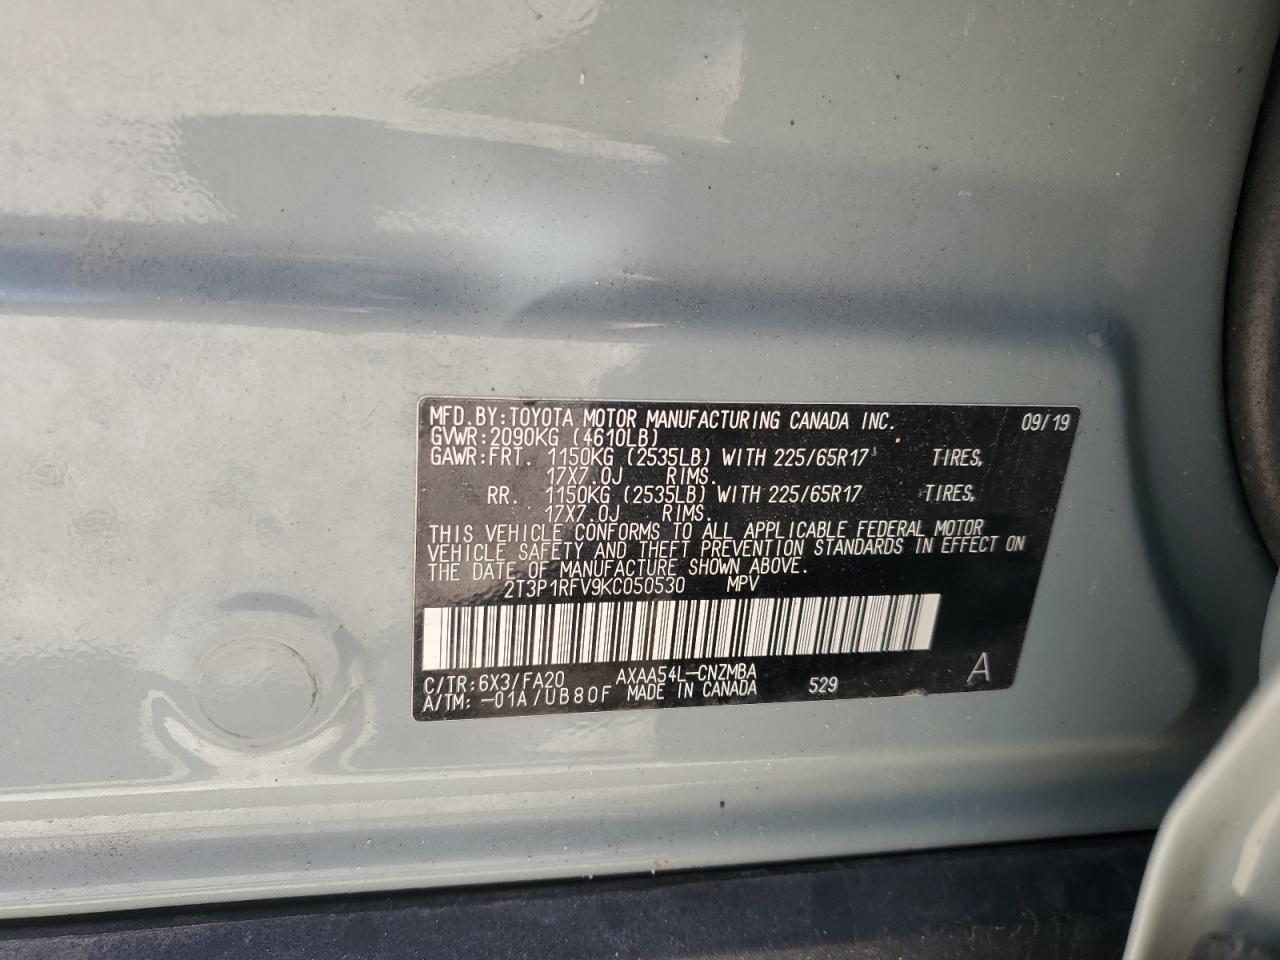 MFD.BY:TOYOTA MOTOR MANUFACTURING CANADA INC. 09/19
GVWR:2090KG (4610LB)
GAWR:FRT. 1150KG (2535LB) WITH 225/65R17 TIRES,
17X7.0J RIMS.
RR. 1150KG (2535LB) WITH 225/65R17 TIRES,
17X7.0J RIMS.
THIS VEHICLE CONFORMS TO ALL APPLICABLE FEDERAL MOTOR
VEHICLE SAFETY AND THEFT PREVENTION STANDARDS IN EFFECT ON
THE DATE OF MANUFACTURE SHOWN ABOVE.
2T3P1RFV9KC050530 MPV
C/TR:6X3/FA20 AXAA54L-CNZMBA
A/TM: -01A/UB80F MADE IN CANADA 529 A